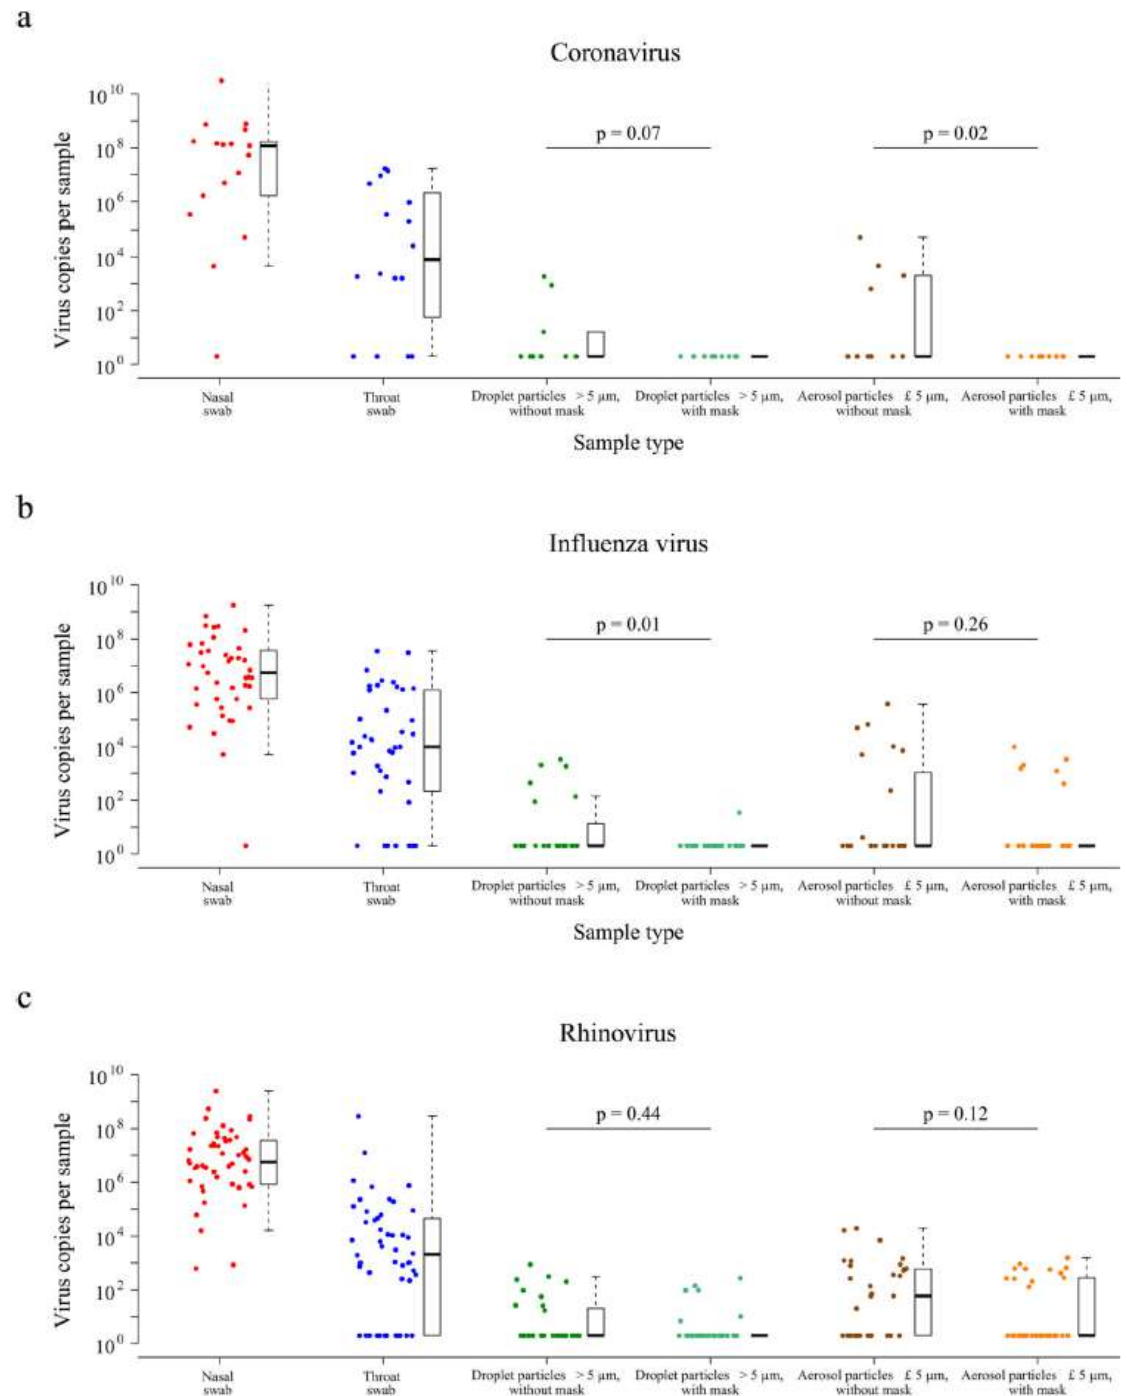 a
Coronavirus
Virus copies per sample
10^10
10^8
10^6
10^4
10^2
10^0
p = 0.07
p = 0.02
Nasal
swab
Throat
swab
Droplet particles > 5 µm,
without mask
Droplet particles > 5 µm,
with mask
Aerosol particles £ 5 µm,
without mask
Aerosol particles £ 5 µm,
with mask
Sample type
b
Influenza virus
Virus copies per sample
10^10
10^8
10^6
10^4
10^2
10^0
p = 0.01
p = 0.26
Nasal
swab
Throat
swab
Droplet particles > 5 µm,
without mask
Droplet particles > 5 µm,
with mask
Aerosol particles £ 5 µm,
without mask
Aerosol particles £ 5 µm,
with mask
Sample type
c
Rhinovirus
Virus copies per sample
10^10
10^8
10^6
10^4
10^2
10^0
p = 0.44
p = 0.12
Nasal
swab
Throat
swab
Droplet particles > 5 µm,
without mask
Droplet particles > 5 µm,
with mask
Aerosol particles £ 5 µm,
without mask
Aerosol particles £ 5 µm,
with mask